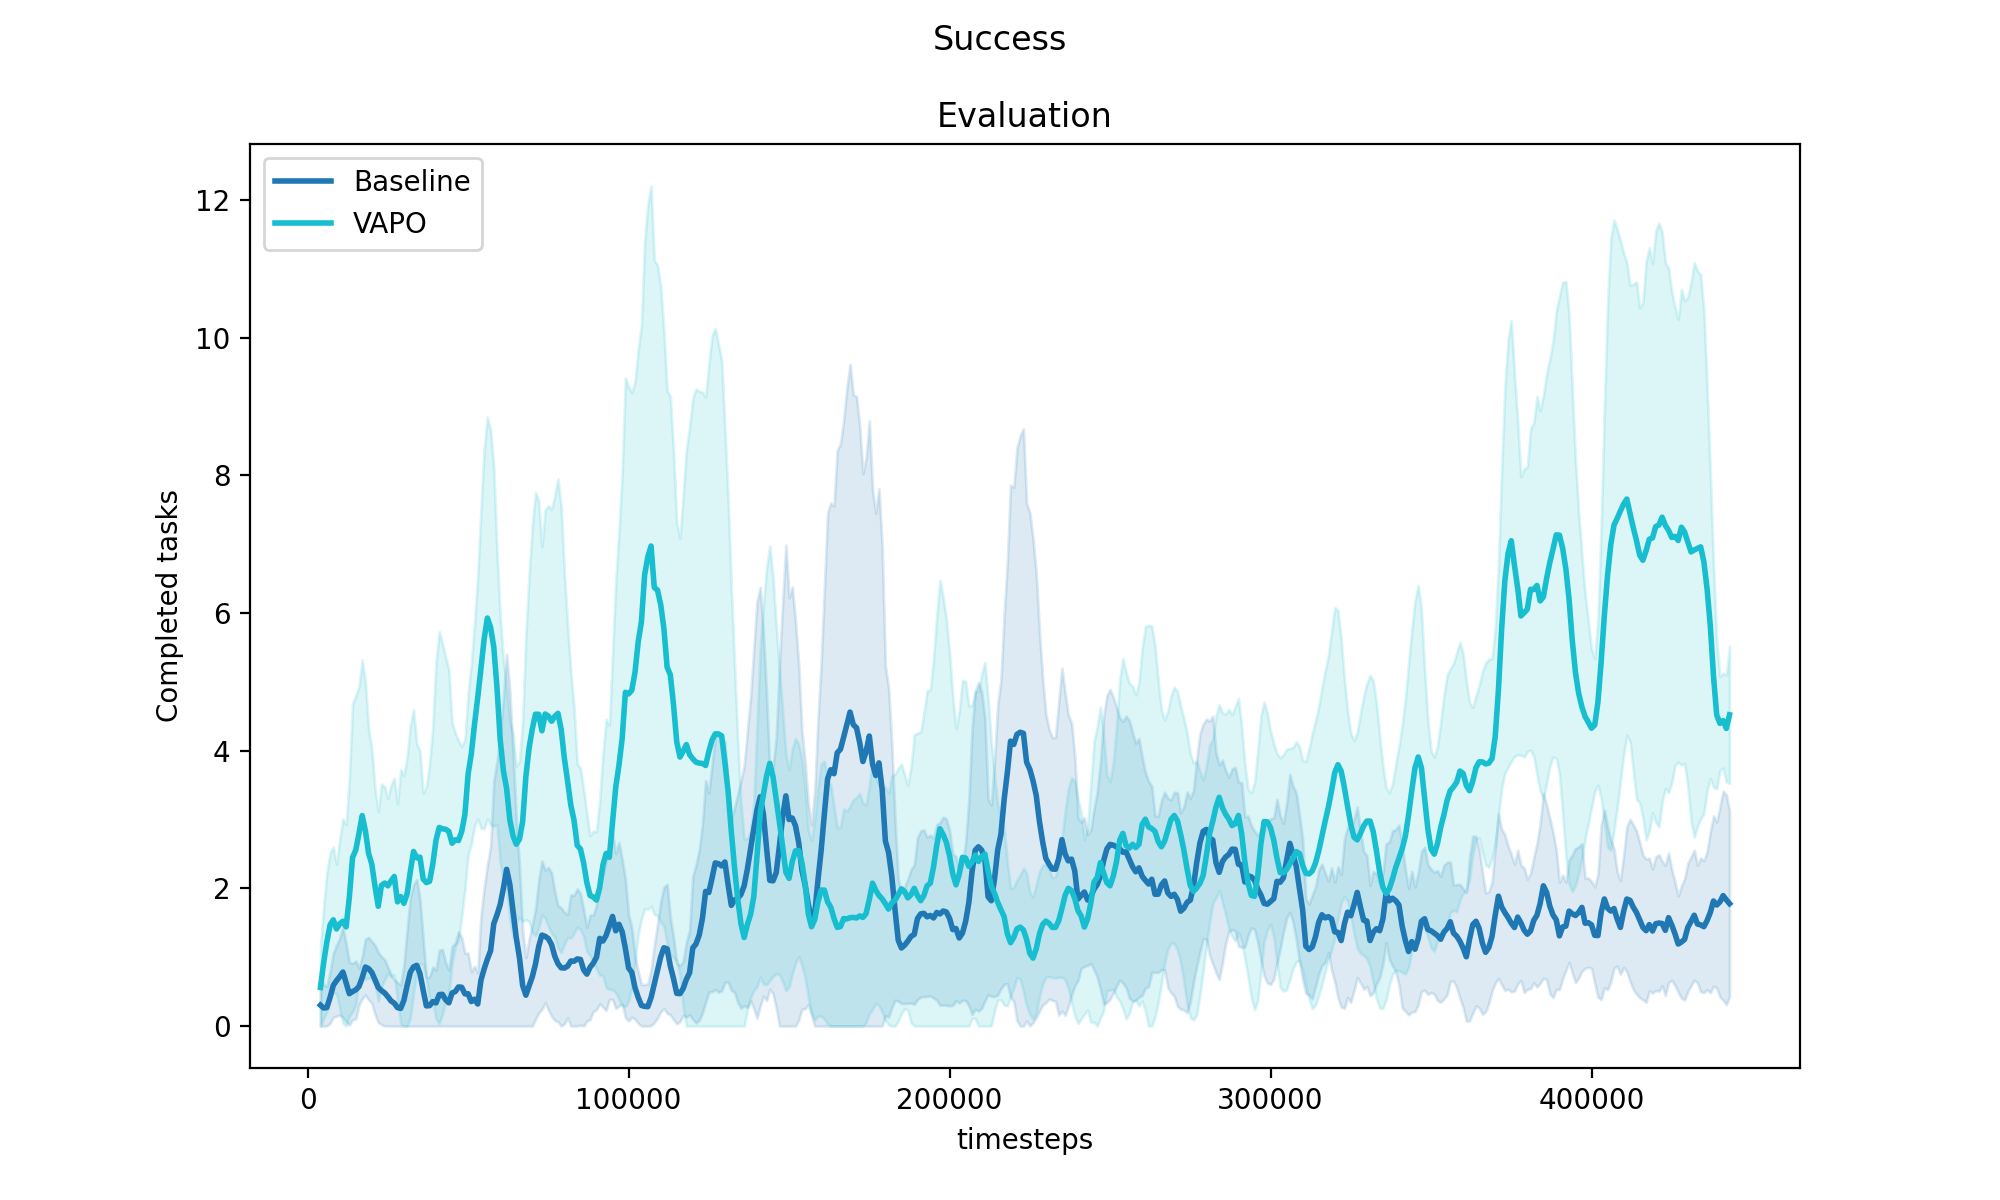 Success
Evaluation
Baseline
VAPO
12
10
8
6
4
2
0
Completed tasks
0
100000
200000
300000
400000
timesteps